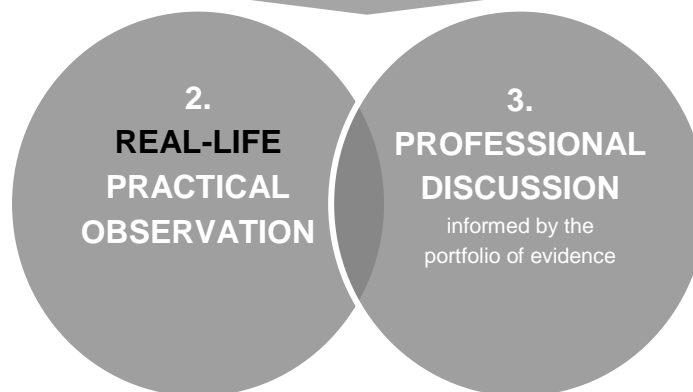 2.
REAL-LIFE
PRACTICAL
OBSERVATION
3.
PROFESSIONAL
DISCUSSION
informed by the
portfolio of evidence